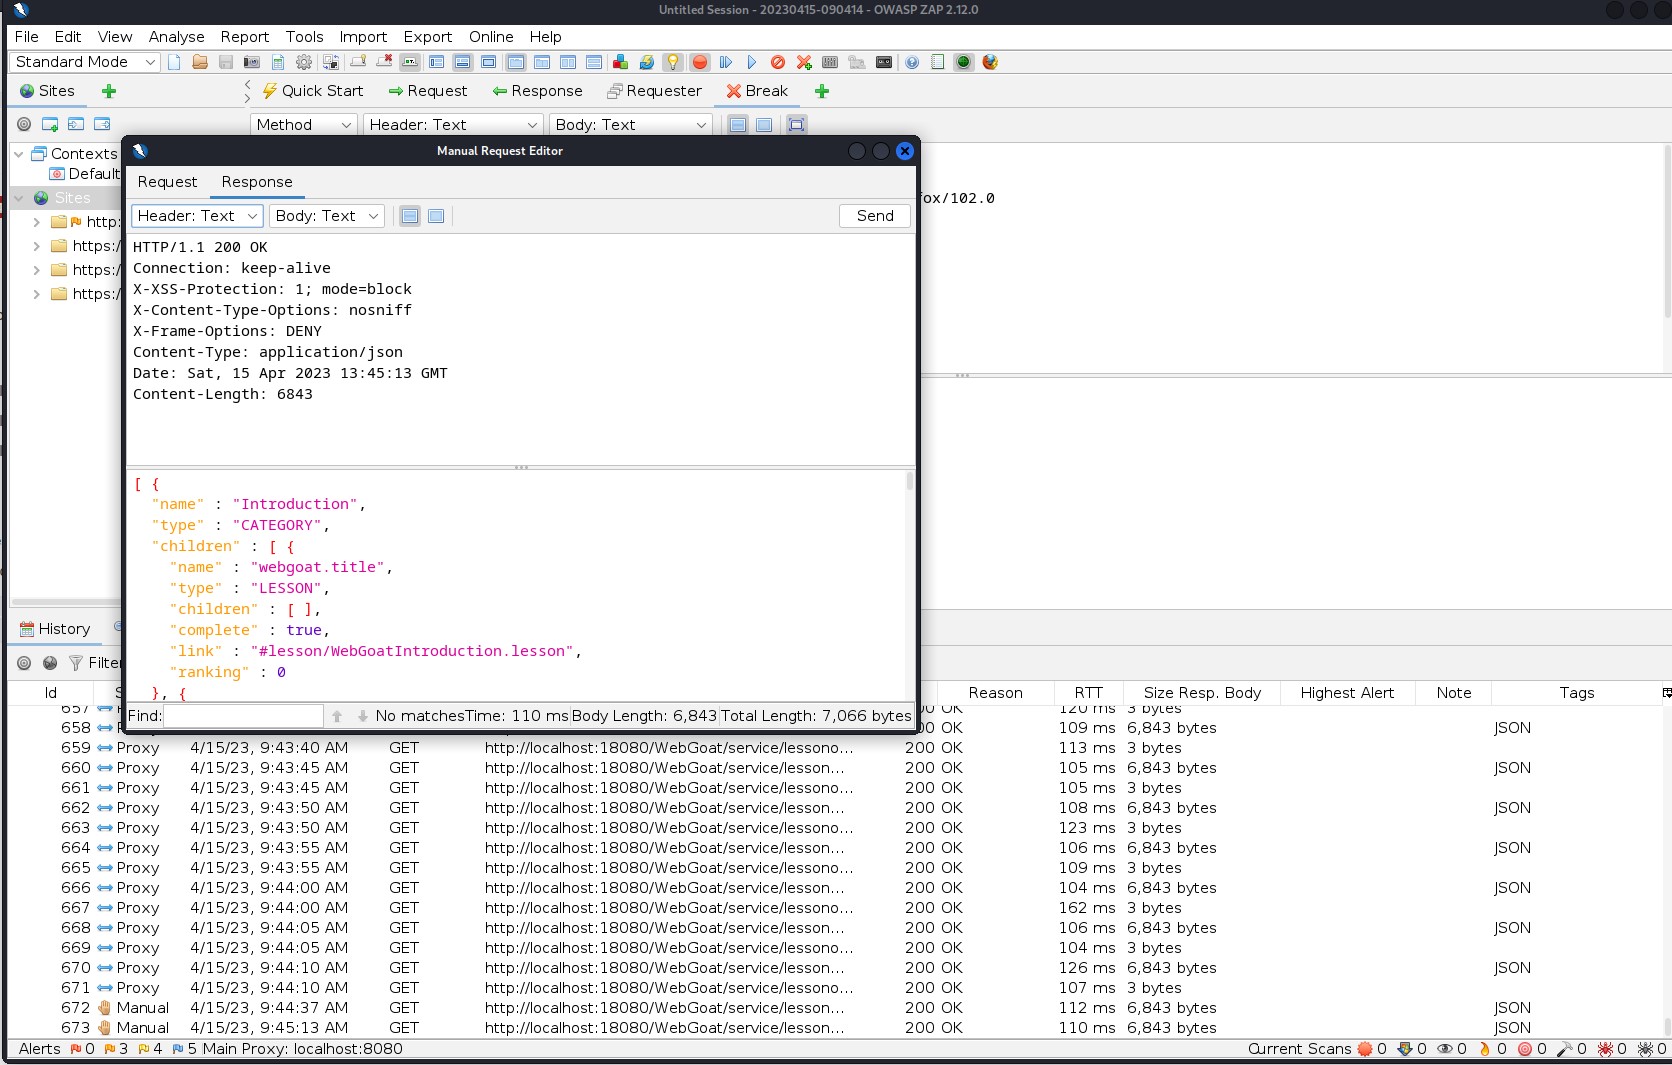 Untitled Session - 20230415-090414 - OWASP ZAP 2.12.0
File Edit View Analyse Report Tools Import Export Online Help
Standard Mode
Sites Quick Start Request Response Requester Break
Method Header: Text Body: Text
Contexts
Default
Sites
http:
https:/
https:/
https:/
Manual Request Editor
Request Response
Header: Text Body: Text Send
ox/102.0
HTTP/1.1 200 OK
Connection: keep-alive
X-XSS-Protection: 1; mode=block
X-Content-Type-Options: nosniff
X-Frame-Options: DENY
Content-Type: application/json
Date: Sat, 15 Apr 2023 13:45:13 GMT
Content-Length: 6843
[ {
"name" : "Introduction",
"type" : "CATEGORY",
"children" : [ {
"name" : "webgoat.title",
"type" : "LESSON",
"children" : [ ],
"complete" : true,
"link" : "#lesson/WebGoatIntroduction.lesson",
"ranking" : 0
}, {
Find: No matches Time: 110 ms Body Length: 6,843 Total Length: 7,066 bytes
History
Filte
Id S Reason RTT Size Resp. Body Highest Alert Note Tags
657 OK 120 ms 3 bytes
658 00 OK 109 ms 6,843 bytes JSON
659 Proxy 4/15/23, 9:43:40 AM GET http://localhost:18080/WebGoat/service/lessono... 200 OK 113 ms 3 bytes
660 Proxy 4/15/23, 9:43:45 AM GET http://localhost:18080/WebGoat/service/lesson... 200 OK 105 ms 6,843 bytes JSON
661 Proxy 4/15/23, 9:43:45 AM GET http://localhost:18080/WebGoat/service/lessono... 200 OK 105 ms 3 bytes
662 Proxy 4/15/23, 9:43:50 AM GET http://localhost:18080/WebGoat/service/lesson... 200 OK 108 ms 6,843 bytes JSON
663 Proxy 4/15/23, 9:43:50 AM GET http://localhost:18080/WebGoat/service/lessono... 200 OK 123 ms 3 bytes
664 Proxy 4/15/23, 9:43:55 AM GET http://localhost:18080/WebGoat/service/lesson... 200 OK 106 ms 6,843 bytes JSON
665 Proxy 4/15/23, 9:43:55 AM GET http://localhost:18080/WebGoat/service/lessono... 200 OK 109 ms 3 bytes
666 Proxy 4/15/23, 9:44:00 AM GET http://localhost:18080/WebGoat/service/lesson... 200 OK 104 ms 6,843 bytes JSON
667 Proxy 4/15/23, 9:44:00 AM GET http://localhost:18080/WebGoat/service/lessono... 200 OK 162 ms 3 bytes
668 Proxy 4/15/23, 9:44:05 AM GET http://localhost:18080/WebGoat/service/lesson... 200 OK 106 ms 6,843 bytes JSON
669 Proxy 4/15/23, 9:44:05 AM GET http://localhost:18080/WebGoat/service/lessono... 200 OK 104 ms 3 bytes
670 Proxy 4/15/23, 9:44:10 AM GET http://localhost:18080/WebGoat/service/lesson... 200 OK 126 ms 6,843 bytes JSON
671 Proxy 4/15/23, 9:44:10 AM GET http://localhost:18080/WebGoat/service/lessono... 200 OK 107 ms 3 bytes
672 Manual 4/15/23, 9:44:37 AM GET http://localhost:18080/WebGoat/service/lesson... 200 OK 112 ms 6,843 bytes JSON
673 Manual 4/15/23, 9:45:13 AM GET http://localhost:18080/WebGoat/service/lesson... 200 OK 110 ms 6,843 bytes JSON
Alerts 0 3 4 5 Main Proxy: localhost:8080 Current Scans 0 0 0 0 0 0 0 0